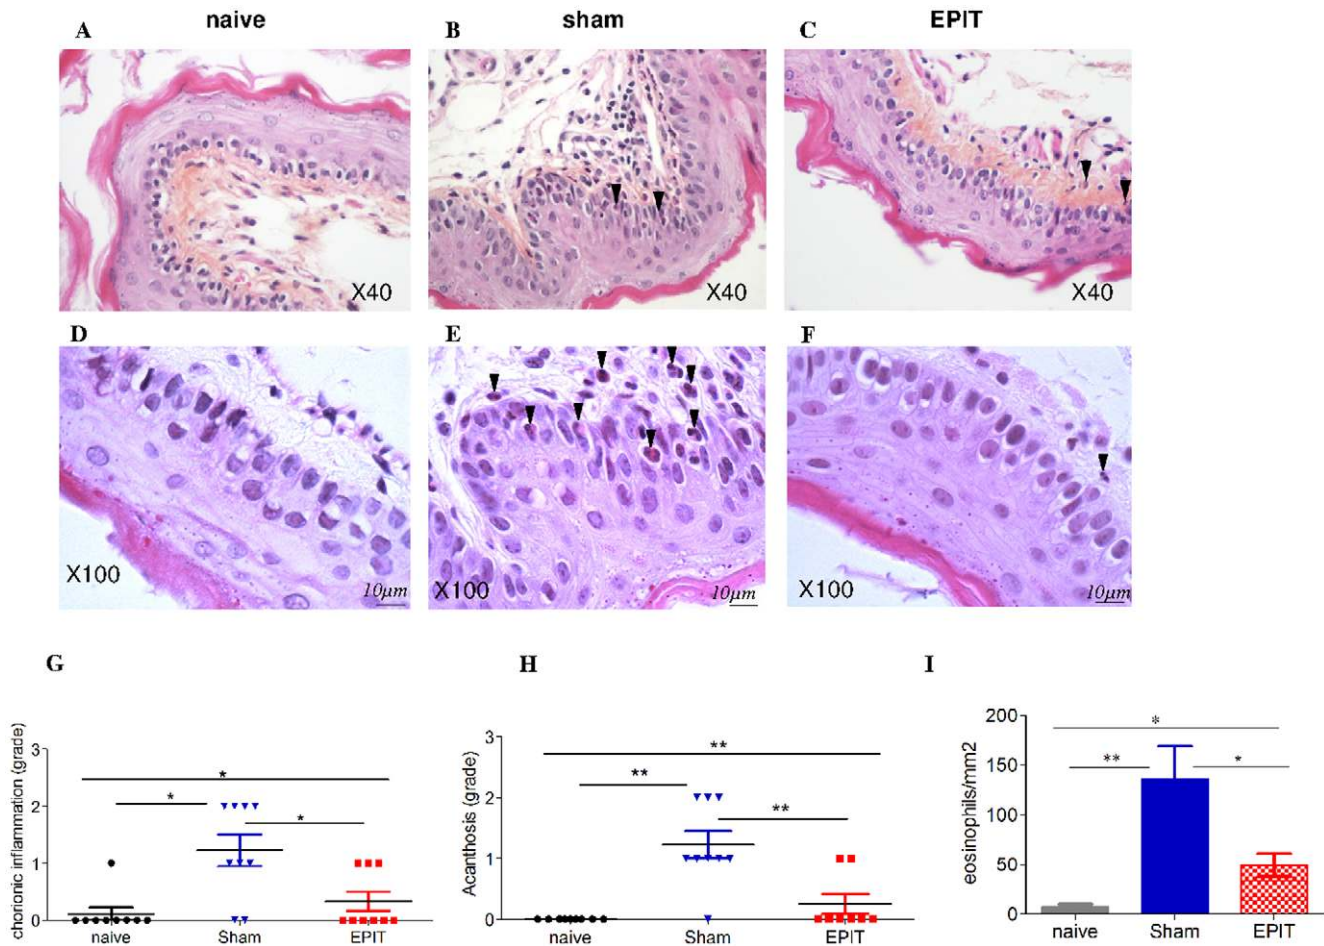 naive sham EPIT
A B C
X40 X40 X40
D E F
X100 10µm X100 10µm X100 10µm
G H I
chorionic inflammation (grade)
3
2
1
0
* * *
naive Sham EPIT
Acanthosis (grade)
3
2
1
0
** ** **
naive Sham EPIT
eosinophils/mm2
200
150
100
50
0
* ** *
naive Sham EPIT